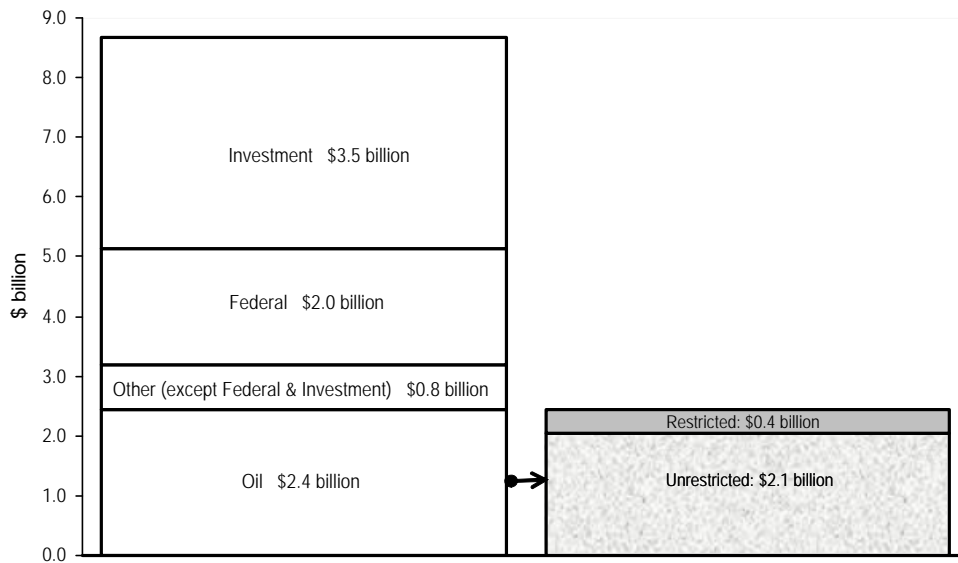 9.0
8.0
7.0
6.0
5.0
4.0
3.0
2.0
1.0
0.0
$ billion
Investment $3.5 billion
Federal $2.0 billion
Other (except Federal & Investment) $0.8 billion
Oil $2.4 billion
Restricted: $0.4 billion
Unrestricted: $2.1 billion